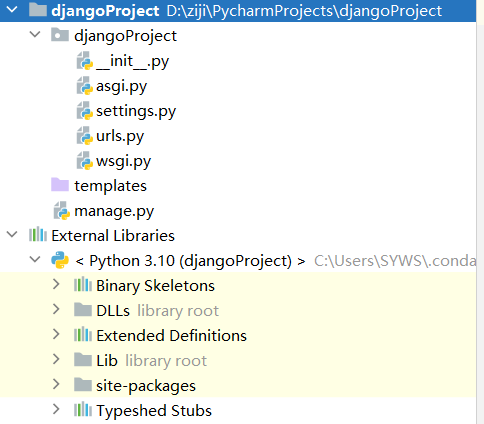 djangoProject D:\ziji\PycharmProjects\djangoProject
djangoProject
__init__.py
asgi.py
settings.py
urls.py
wsgi.py
templates
manage.py
External Libraries
< Python 3.10 (djangoProject) > C:\Users\SYWS\.conda
Binary Skeletons
DLLs library root
Extended Definitions
Lib library root
site-packages
Typeshed Stubs